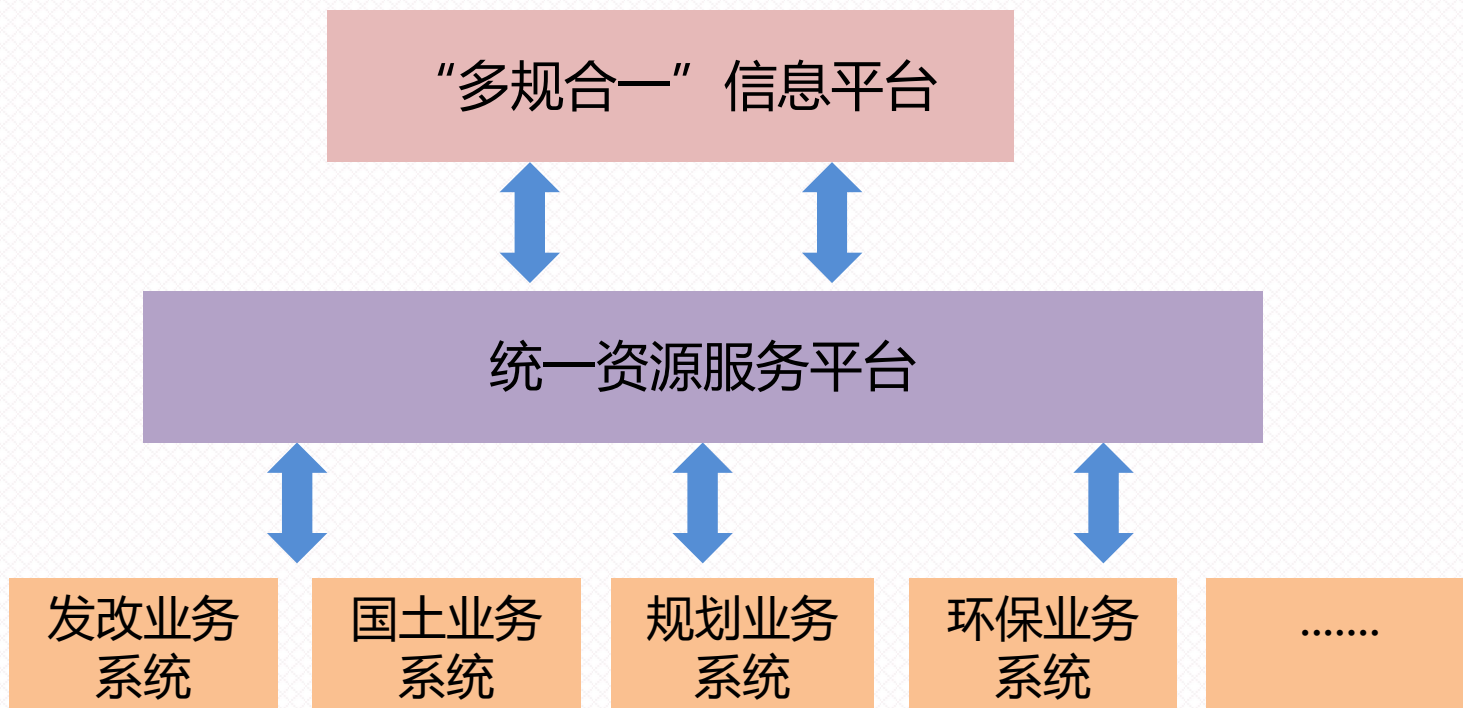 “多规合一”信息平台
统一资源服务平台
发改业务
系统
国土业务
系统
规划业务
系统
环保业务
系统
.......